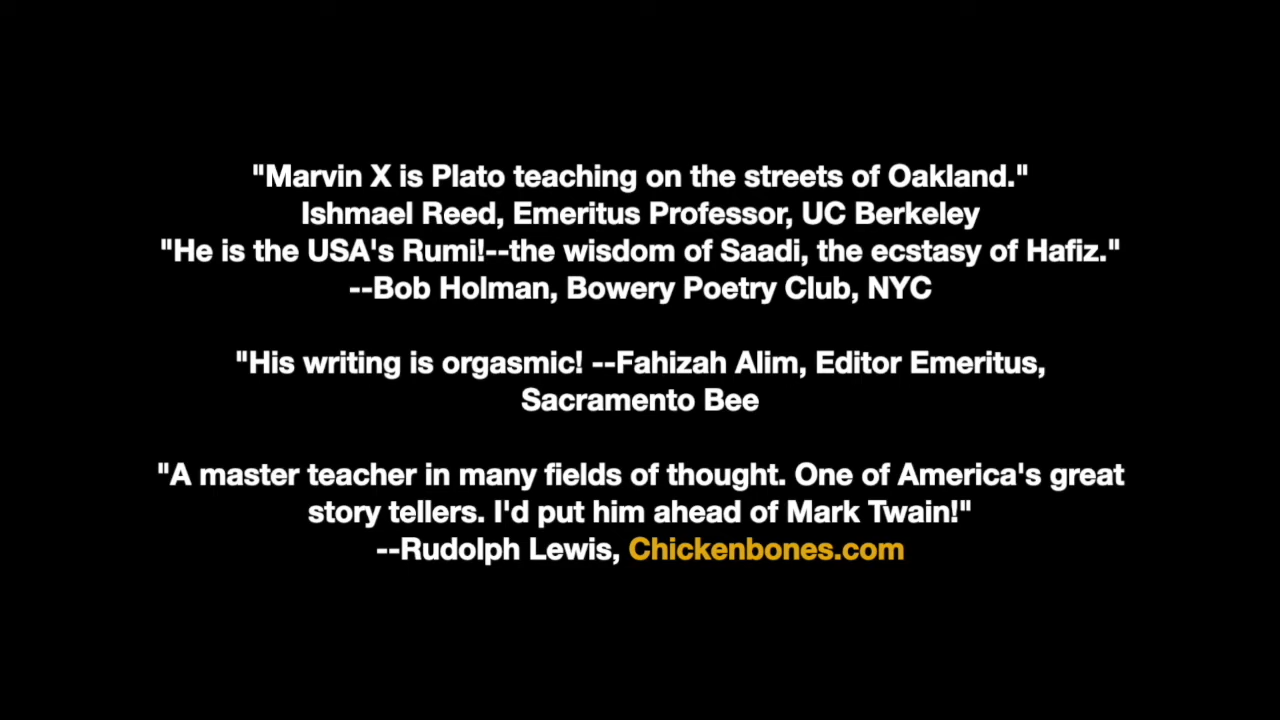 "Marvin X is Plato teaching on the streets of Oakland."
Ishmael Reed, Emeritus Professor, UC Berkeley
"He is the USA's Rumi!--the wisdom of Saadi, the ecstasy of Hafiz."
--Bob Holman, Bowery Poetry Club, NYC
"His writing is orgasmic! --Fahizah Alim, Editor Emeritus,
Sacramento Bee
"A master teacher in many fields of thought. One of America's great
story tellers. I'd put him ahead of Mark Twain!"
--Rudolph Lewis, Chickenbones.com